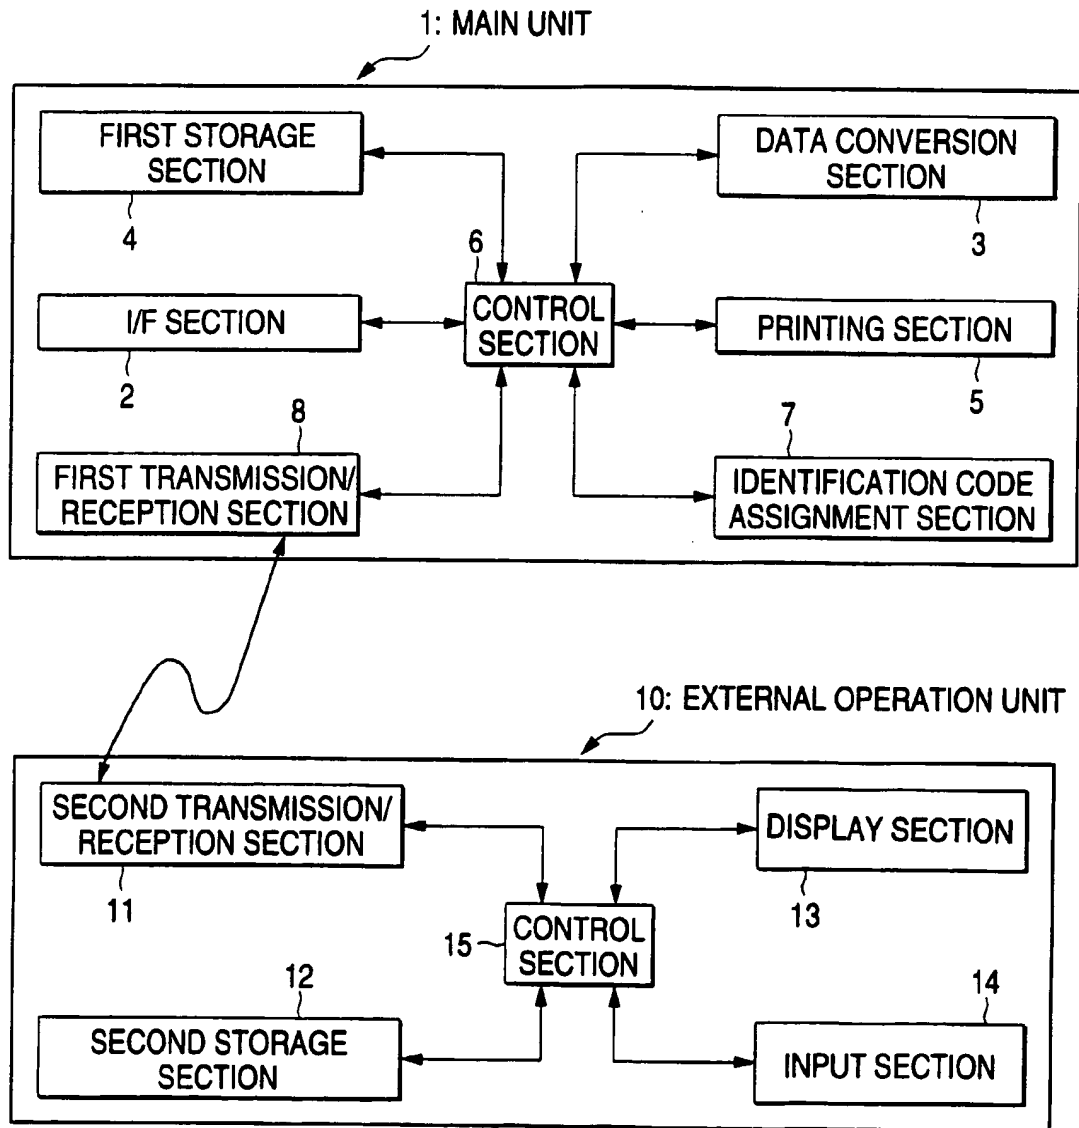 1: MAIN UNIT
FIRST STORAGE
SECTION
4
DATA CONVERSION
SECTION
3
6
CONTROL
SECTION
I/F SECTION
2
PRINTING SECTION
5
8
FIRST TRANSMISSION/
RECEPTION SECTION
7
IDENTIFICATION CODE
ASSIGNMENT SECTION
10: EXTERNAL OPERATION UNIT
SECOND TRANSMISSION/
RECEPTION SECTION
11
DISPLAY SECTION
13
15
CONTROL
SECTION
12
SECOND STORAGE
SECTION
14
INPUT SECTION